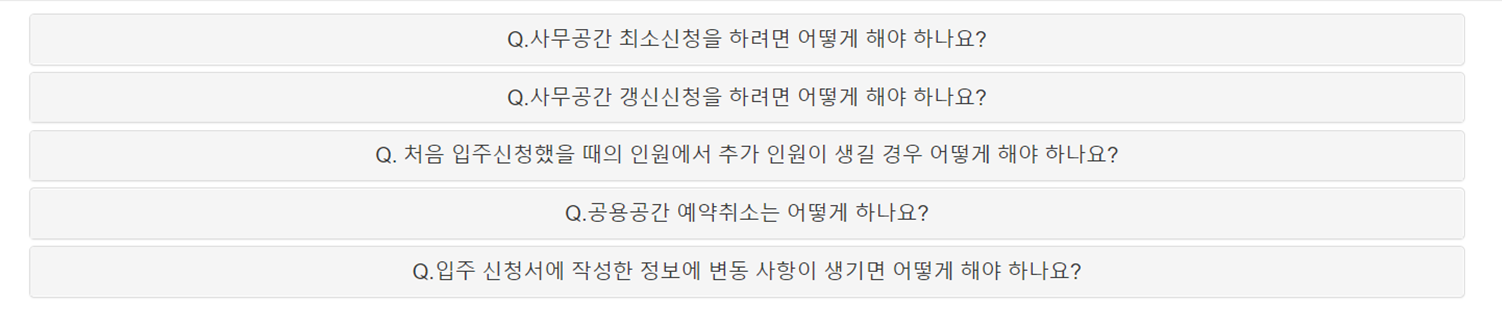 Q.사무공간 최소신청을 하려면 어떻게 해야 하나요?
Q.사무공간 갱신신청을 하려면 어떻게 해야 하나요?
Q. 처음 입주신청했을 때의 인원에서 추가 인원이 생길 경우 어떻게 해야 하나요?
Q.공용공간 예약취소는 어떻게 하나요?
Q.입주 신청서에 작성한 정보에 변동 사항이 생기면 어떻게 해야 하나요?